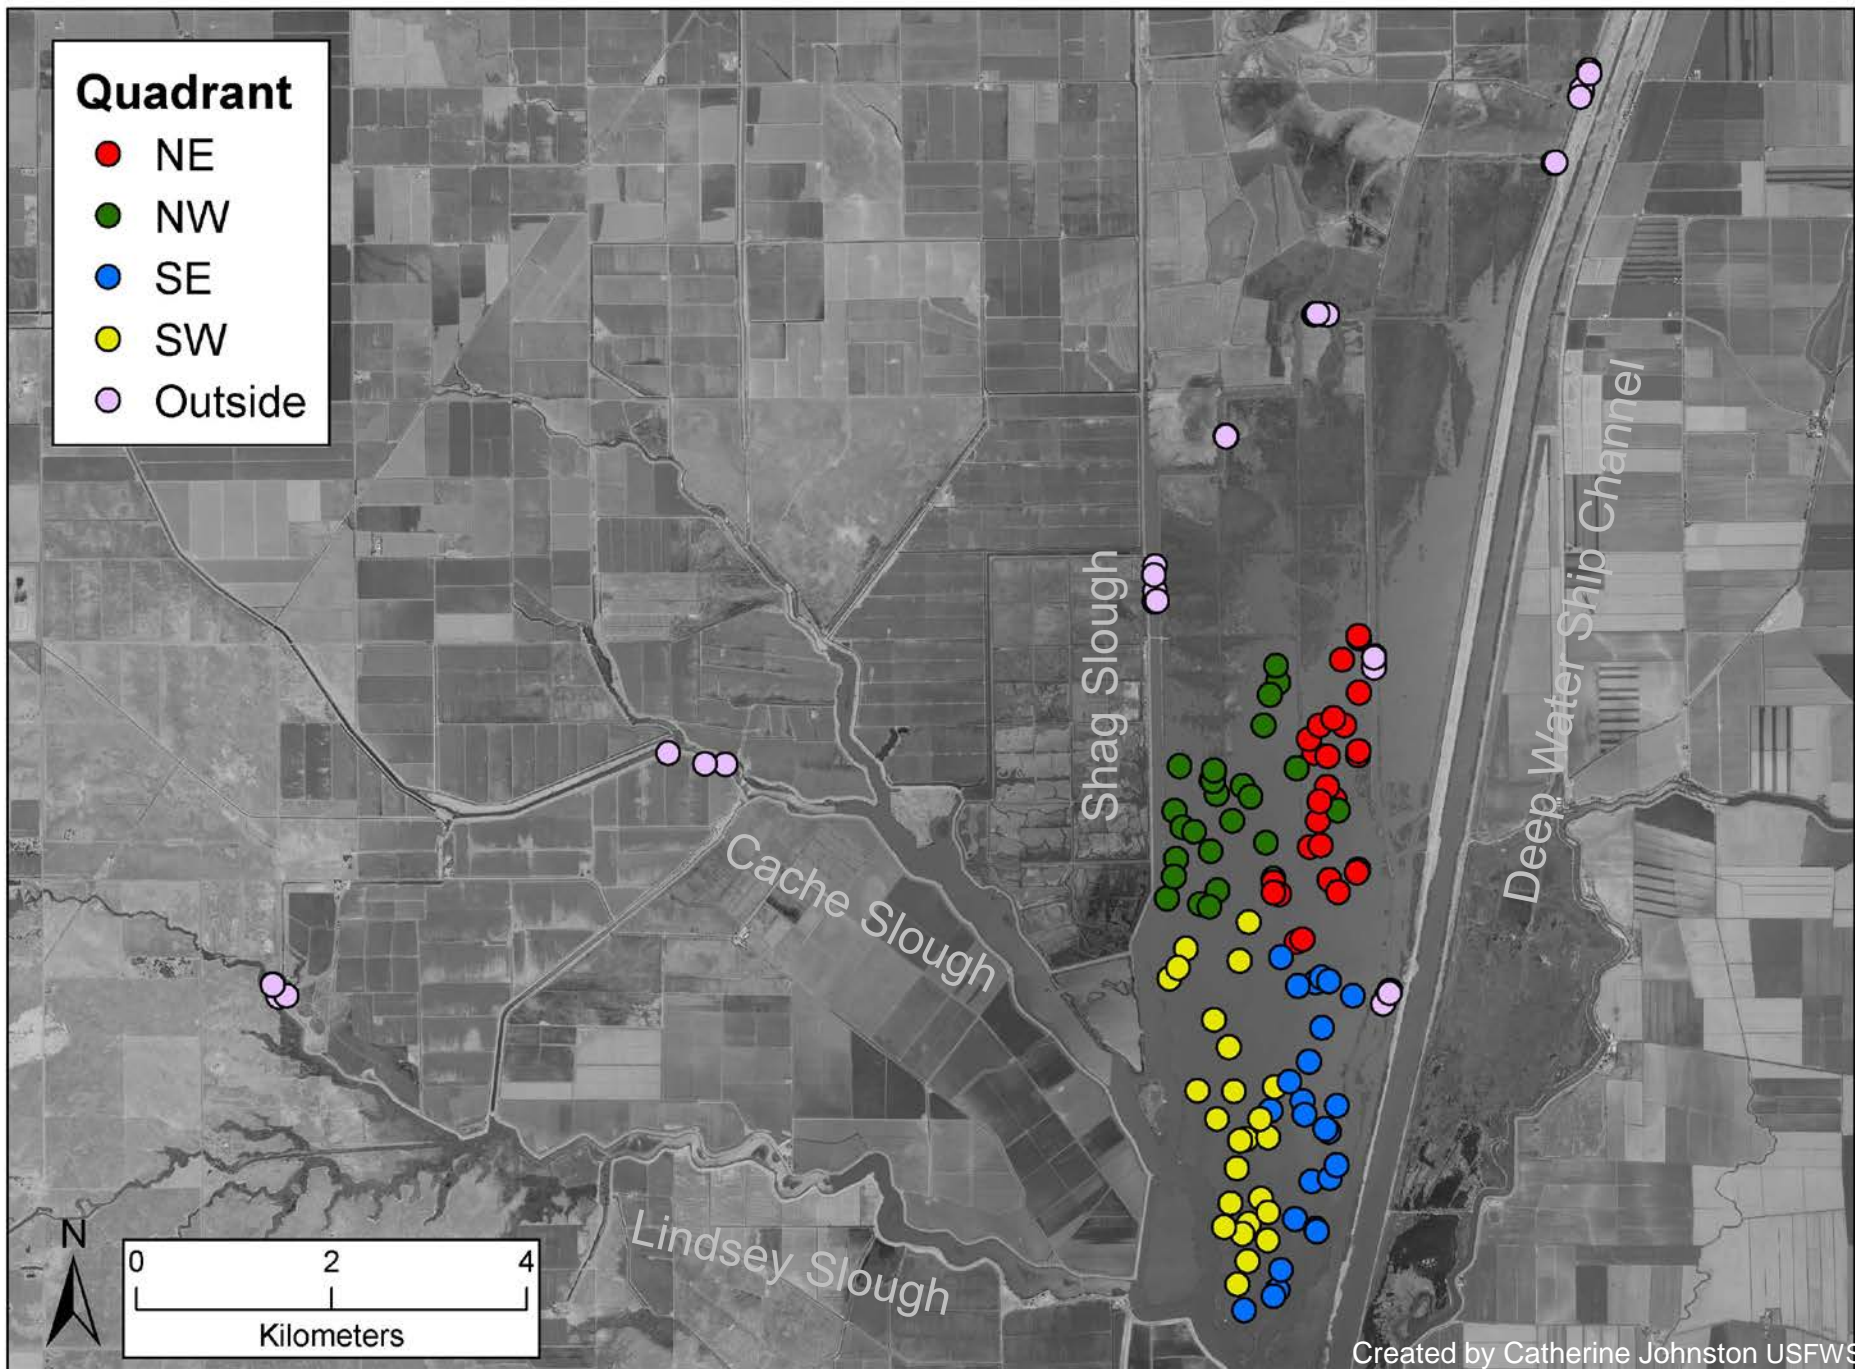 Quadrant
NE
NW
SE
SW
Outside
Deep Water Ship Channel
Shag Slough
Cache Slough
Lindsey Slough
N
0 2 4
Kilometers
Created by Catherine Johnston USFWS